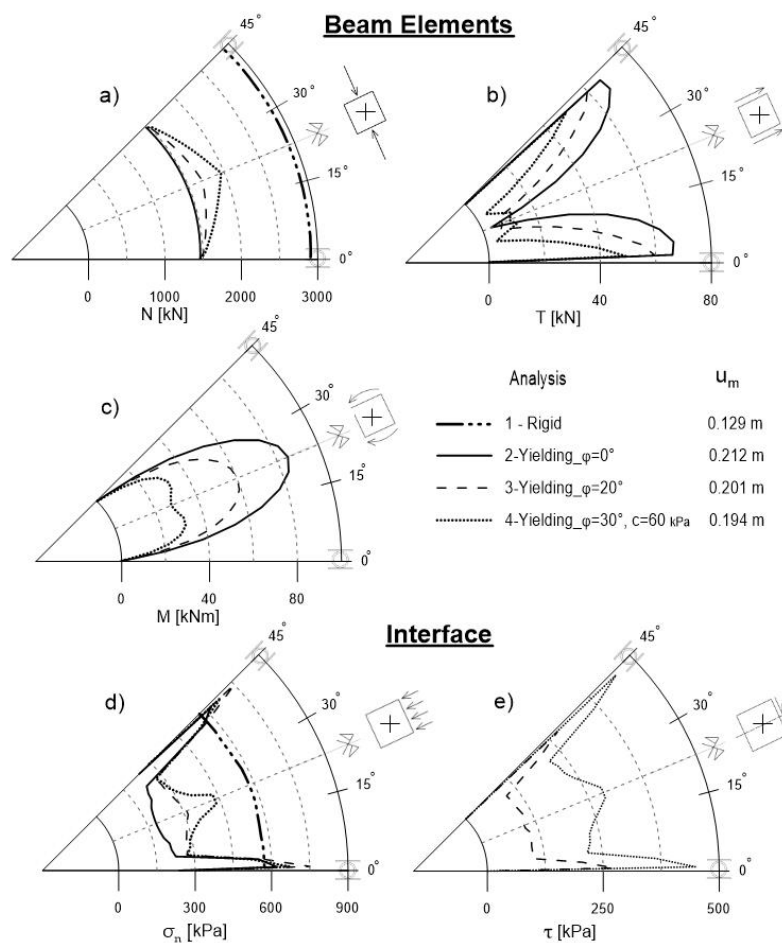 Beam Elements
a)
45°
30°
15°
0°
0 1000 2000 3000
N [kN]
b)
45°
30°
15°
0°
0 40 80
T [kN]
c)
45°
30°
15°
0°
0 40 80
M [kNm]
Analysis u_m
1 - Rigid 0.129 m
2-Yielding_φ=0° 0.212 m
3-Yielding_φ=20° 0.201 m
4-Yielding_φ=30°, c=60 кPa 0.194 m
Interface
d)
45°
30°
15°
0°
0 300 600 900
σn [kPa]
e)
45°
30°
15°
0°
0 250 500
τ [kPa]